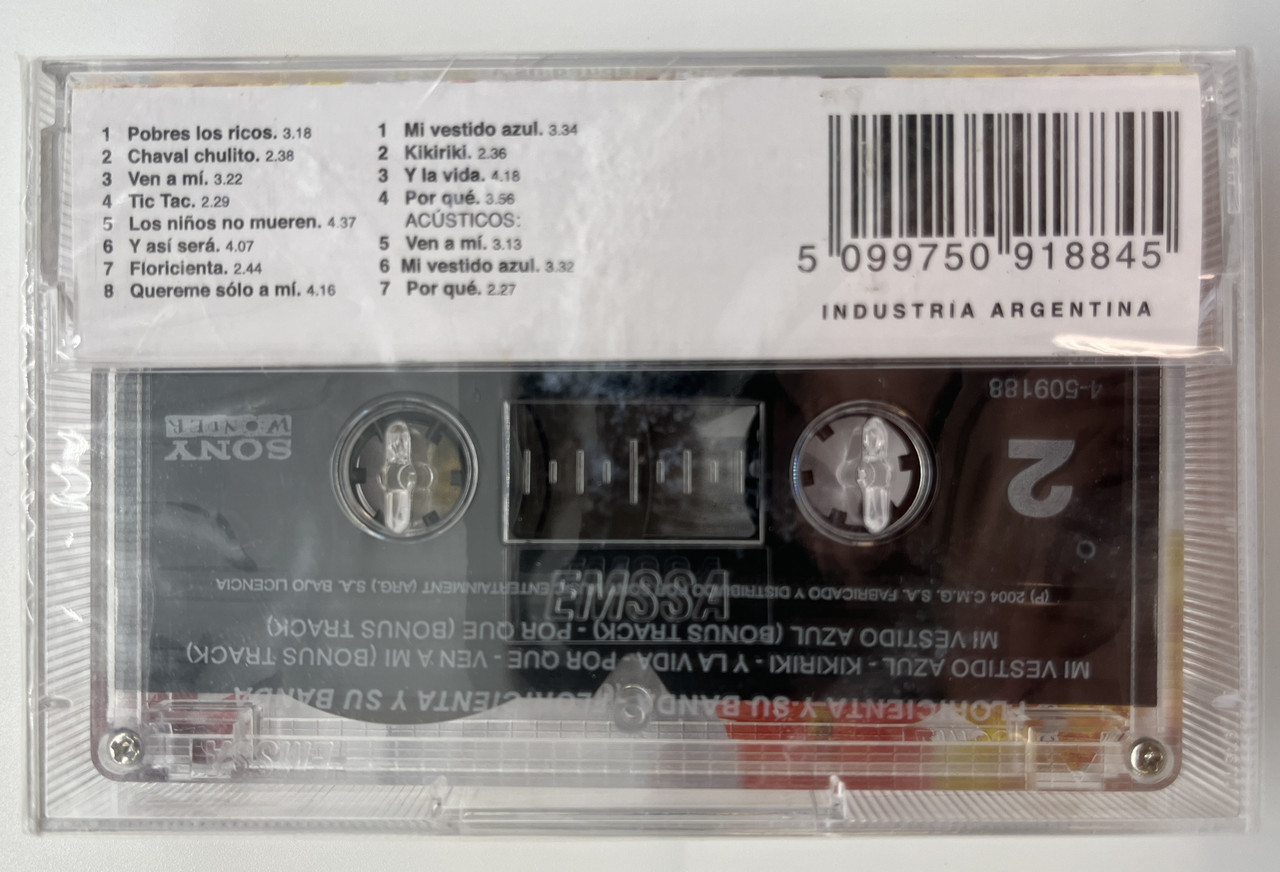 1 Pobres los ricos. 3.18
2 Chaval chulito. 2.38
3 Ven a mí. 3.22
4 Tic Tac. 2.29
5 Los niños no mueren. 4.37
6 Y así será. 4.07
7 Floricienta. 2.44
8 Quereme sólo a mí. 4.16
1 Mi vestido azul. 3.34
2 Kikiriki. 2.36
3 Y la vida. 4.18
4 Por qué. 3.56
ACÚSTICOS:
5 Ven a mí. 3.13
6 Mi vestido azul. 3.32
7 Por qué. 2.27
5 099750 918845
INDUSTRIA ARGENTINA
4-509188
2
SONY
WONDER
EMSSA
(P) 2004 C.M.G. S.A. FABRICADO Y DISTRIBUIDO POR ENTERTAINMENT (ARG.) S.A. BAJO LICENCIA
MI VESTIDO AZUL (BONUS TRACK) - POR QUE (BONUS TRACK)
MI VESTIDO AZUL - KIKIRIKI - Y LA VIDA - POR QUE - VEN A MI (BONUS TRACK)
FLORICIENTA Y SU BANDA FLORICIENTA Y SU BANDA